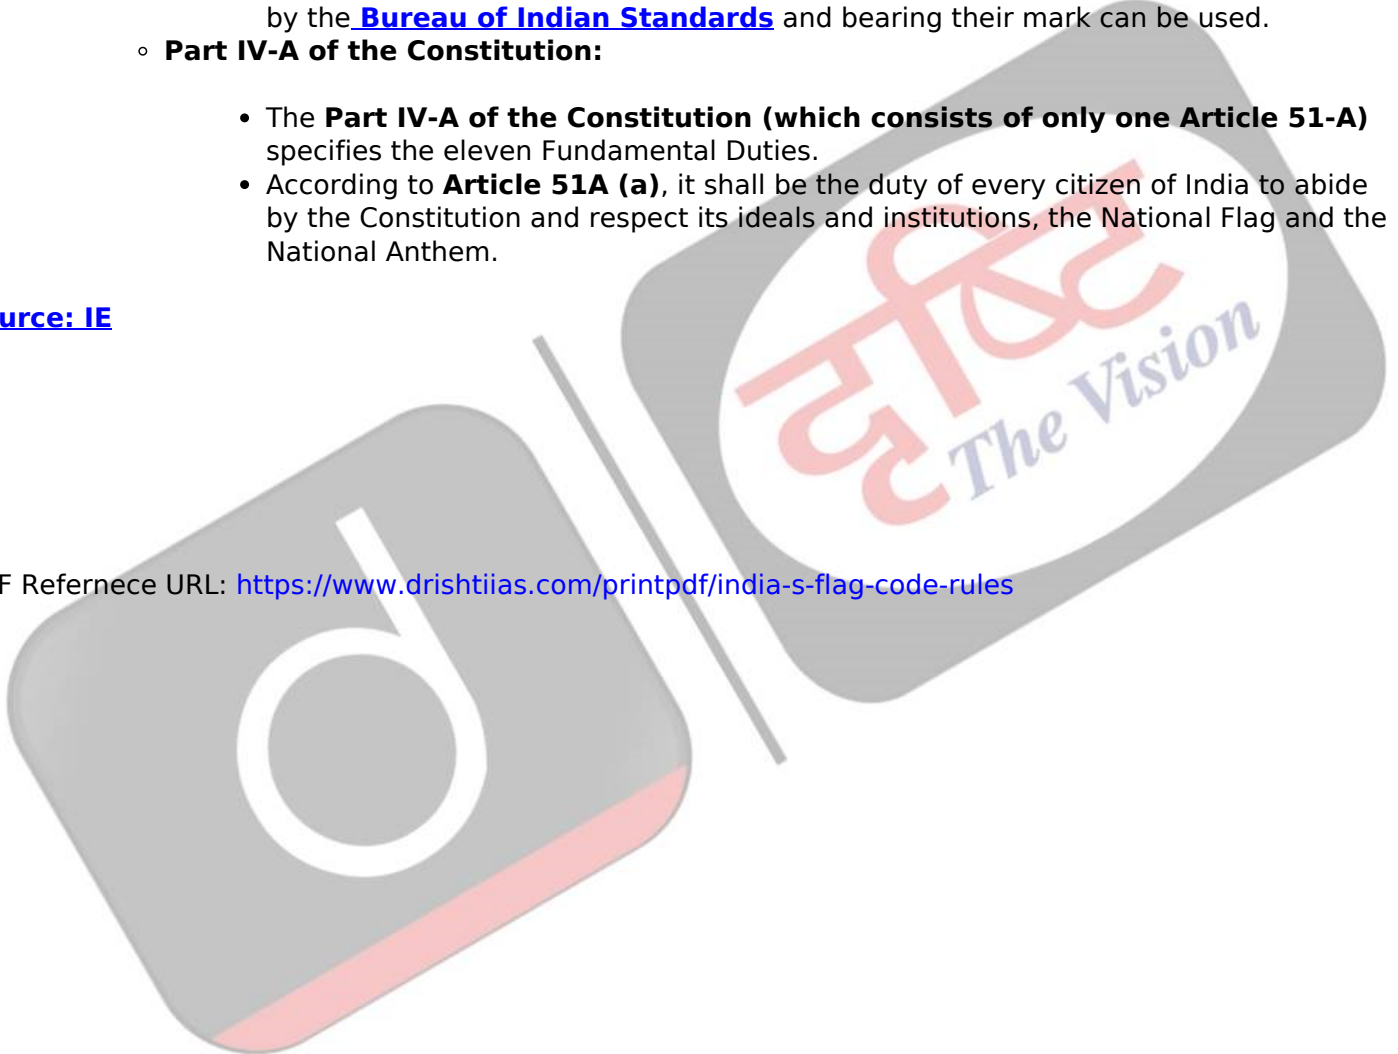 by the Bureau of Indian Standards and bearing their mark can be used.
Part IV-A of the Constitution:
The Part IV-A of the Constitution (which consists of only one Article 51-A)
specifies the eleven Fundamental Duties.
According to Article 51A (a), it shall be the duty of every citizen of India to abide
by the Constitution and respect its ideals and institutions, the National Flag and the
National Anthem.
urce: IE
दृष्टि
The Vision
F Refernece URL: https://www.drishtiias.com/printpdf/india-s-flag-code-rules
d